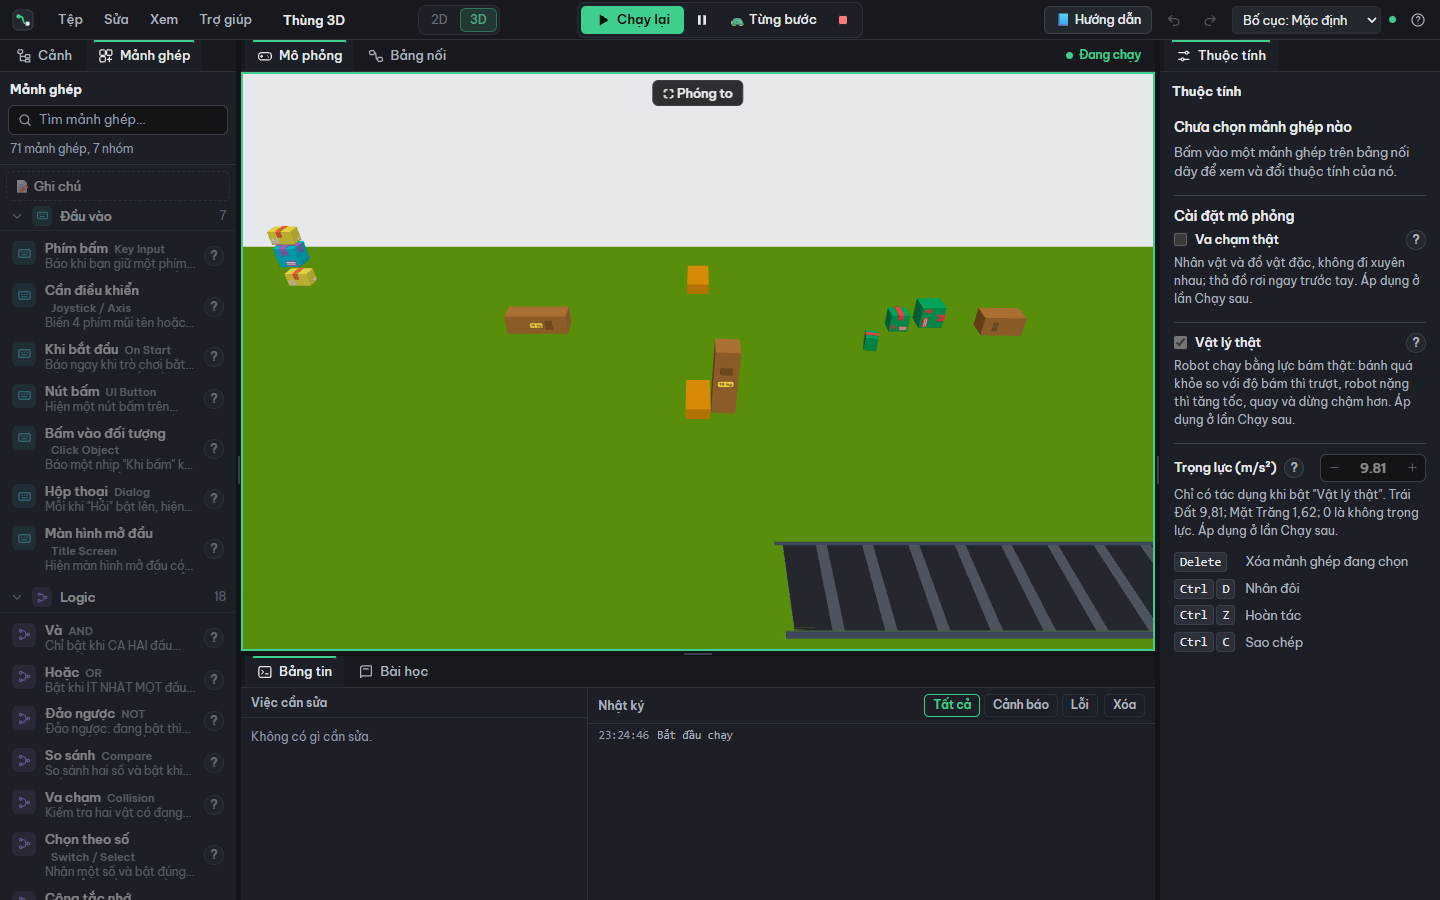 Tệp Sửa Xem Trợ giúp Thùng 3D 2D 3D Chạy lại Từng bước Hướng dẫn Bố cục: Mặc định
Cảnh Mảnh ghép
Mảnh ghép
Tìm mảnh ghép...
71 mảnh ghép, 7 nhóm
Ghi chú
Đầu vào 7
Phím bấm Key Input
Báo khi bạn giữ một phím...
Cần điều khiển
Joystick / Axis
Biến 4 phím mũi tên hoặc...
Khi bắt đầu On Start
Báo ngay khi trò chơi bắt...
Nút bấm UI Button
Hiện một nút bấm trên...
Bấm vào đối tượng
Click Object
Báo một nhịp "Khi bấm" k...
Hộp thoại Dialog
Mỗi khi "Hỏi" bật lên, hiện...
Màn hình mở đầu
Title Screen
Hiện màn hình mở đầu có...
Logic 18
Và AND
Chỉ bật khi CẢ HAI đầu...
Hoặc OR
Bật khi ÍT NHẤT MỘT đầu...
Đảo ngược NOT
Đảo ngược: đang bật thì...
So sánh Compare
So sánh hai số và bật khi...
Va chạm Collision
Kiểm tra hai vật có đang...
Chọn theo số
Switch / Select
Nhận một số và bật đúng...
Công tắc nhớ
Mô phỏng Bảng nối Đang chạy
Phóng to
Bảng tin Bài học
Việc cần sửa
Không có gì cần sửa.
Nhật ký Tất cả Cảnh báo Lỗi Xóa
23:24:46 Bắt đầu chạy
Thuộc tính
Thuộc tính
Chưa chọn mảnh ghép nào
Bấm vào một mảnh ghép trên bảng nối
dây để xem và đổi thuộc tính của nó.
Cài đặt mô phỏng
Va chạm thật ?
Nhân vật và đồ vật đặc, không đi xuyên
nhau; thả đồ rơi ngay trước tay. Áp dụng ở
lần Chạy sau.
Vật lý thật ?
Robot chạy bằng lực bám thật: bánh quá
khỏe so với độ bám thì trượt, robot nặng
thì tăng tốc, quay và dừng chậm hơn. Áp
dụng ở lần Chạy sau.
Trọng lực (m/s²) ? − 9.81 +
Chỉ có tác dụng khi bật "Vật lý thật". Trái
Đất 9,81; Mặt Trăng 1,62; 0 là không trọng
lực. Áp dụng ở lần Chạy sau.
Delete Xóa mảnh ghép đang chọn
Ctrl D Nhân đôi
Ctrl Z Hoàn tác
Ctrl C Sao chép